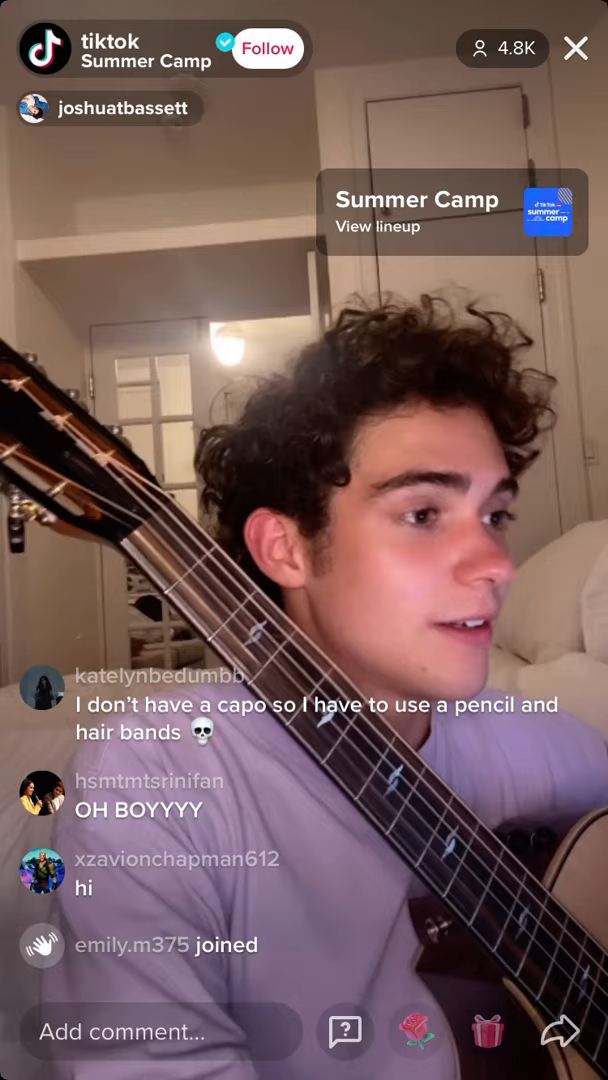 tiktok
Follow
4.8K
Summer Camp
joshuatbassett
Summer Camp
View lineup
TikTok
summer
camp
katelynbedumbb
I don't have a capo so I have to use a pencil and
hair bands 💀
hsmtmtsrinifan
OH BOYYYY
xzavionchapman612
hi
emily.m375 joined
Add comment...